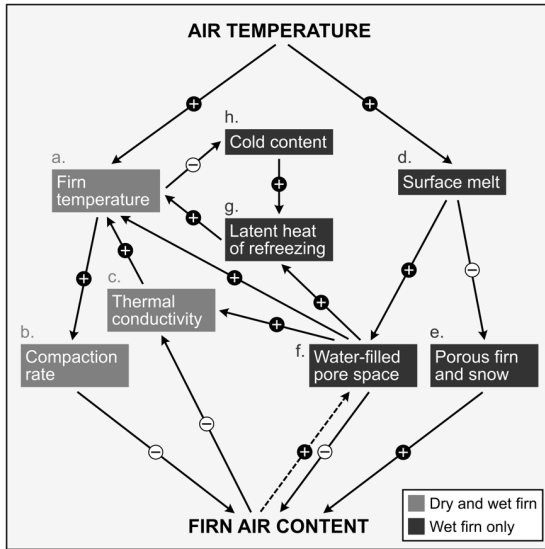 AIR TEMPERATURE
h.
Cold content
a.
Firn
temperature
d.
Surface melt
g.
Latent heat
of refreezing
c.
Thermal
conductivity
b.
Compaction
rate
f.
Water-filled
pore space
e.
Porous firn
and snow
+
+
−
+
+
+
+
+
−
+
+
−
−
+
−
+
FIRN AIR CONTENT
Dry and wet firn
Wet firn only